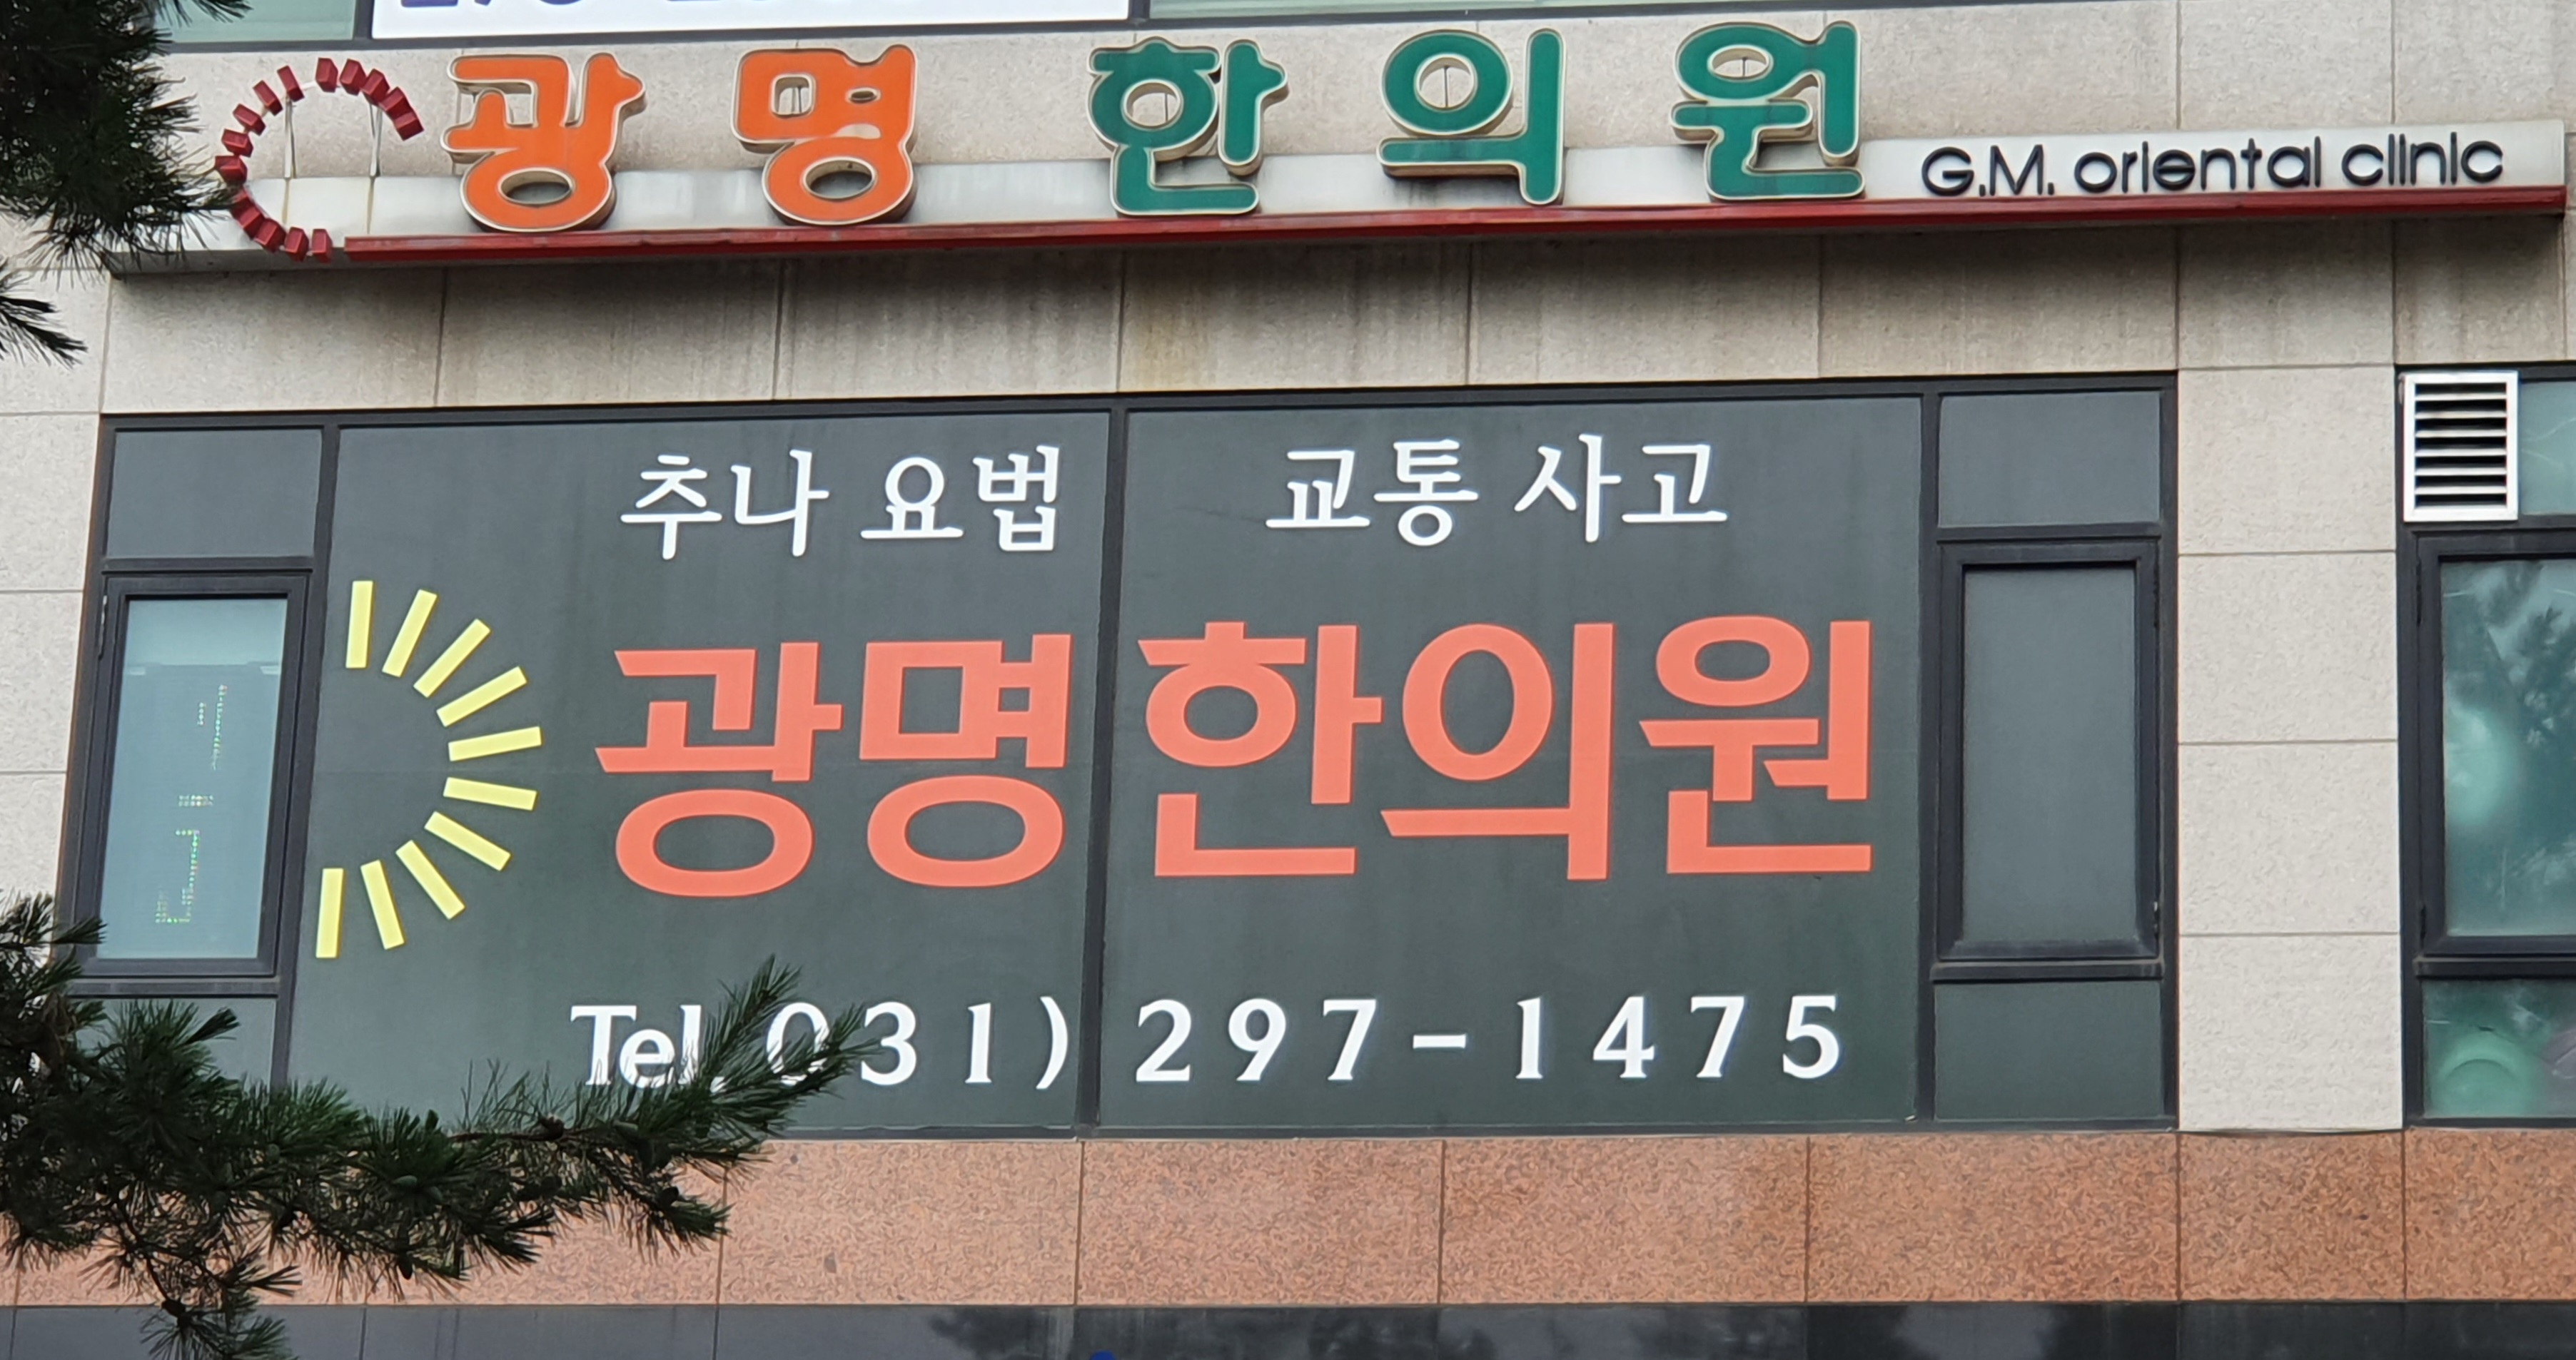 광명 한의원 G.M. oriental clinic
추나 요법 교통 사고
광명한의원
Tel. 031) 297-1475